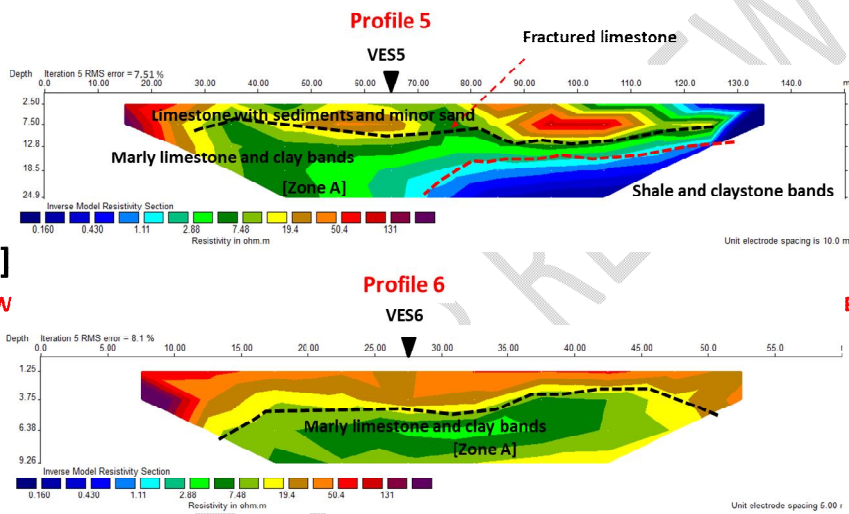 Profile 5
Fractured limestone
VES5
Depth Iteration 5 RMS error = 7.51 %
0.0 20.0 30.00 40.00 50.00 60.00 70.00 80.00 90.00 100.0 110.0 120.0 130.0 140.0 m
2.50
7.50
12.8
18.5
24.9
Limestone with sediments and minor sand
Marly limestone and clay bands
[Zone A]
Shale and claystone bands
Inverse Model Resistivity Section
0.160 0.430 1.11 2.88 7.48 19.4 50.4 131
Resistivity in ohm.m
Unit electrode spacing is 10.0 m
]
W
Profile 6
E
VES6
Depth Iteration 5 RMS error = 8.1 %
0.0 5.00 10.00 15.00 20.00 25.00 30.00 35.00 40.00 45.00 50.0 55.0
1.25
3.75
6.38
9.26
Marly limestone and clay bands
[Zone A]
Inverse Model Resistivity Section
0.160 0.430 1.11 2.88 7.48 19.4 50.4 131
Resistivity in ohm.m
Unit electrode spacing 5.00